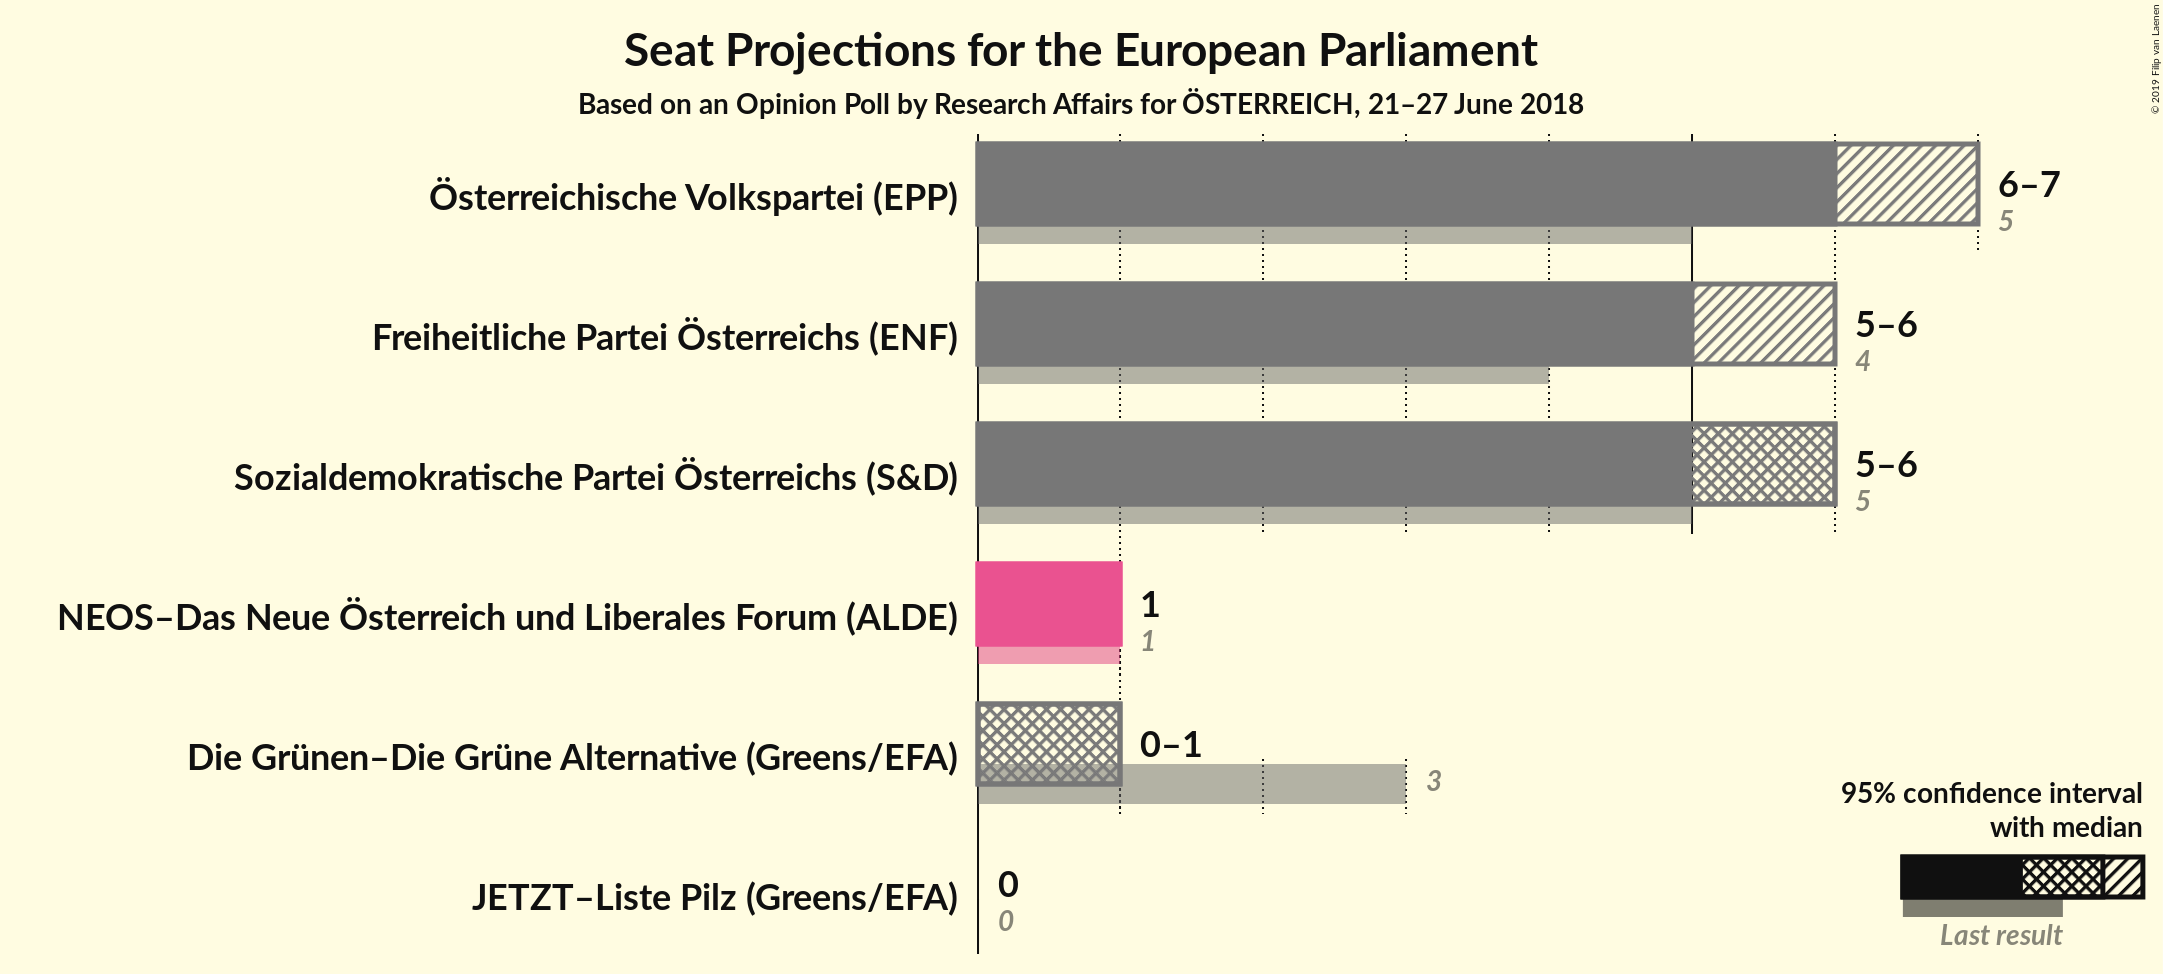 Seat Projections for the European Parliament
Based on an Opinion Poll by Research Affairs for ÖSTERREICH, 21–27 June 2018
© 2019 Filip van Laenen
Österreichische Volkspartei (EPP)
6–7
5
Freiheitliche Partei Österreichs (ENF)
5–6
4
Sozialdemokratische Partei Österreichs (S&D)
5–6
5
NEOS–Das Neue Österreich und Liberales Forum (ALDE)
1
1
Die Grünen–Die Grüne Alternative (Greens/EFA)
0–1
3
JETZT–Liste Pilz (Greens/EFA)
0
0
95% confidence interval
with median
Last result